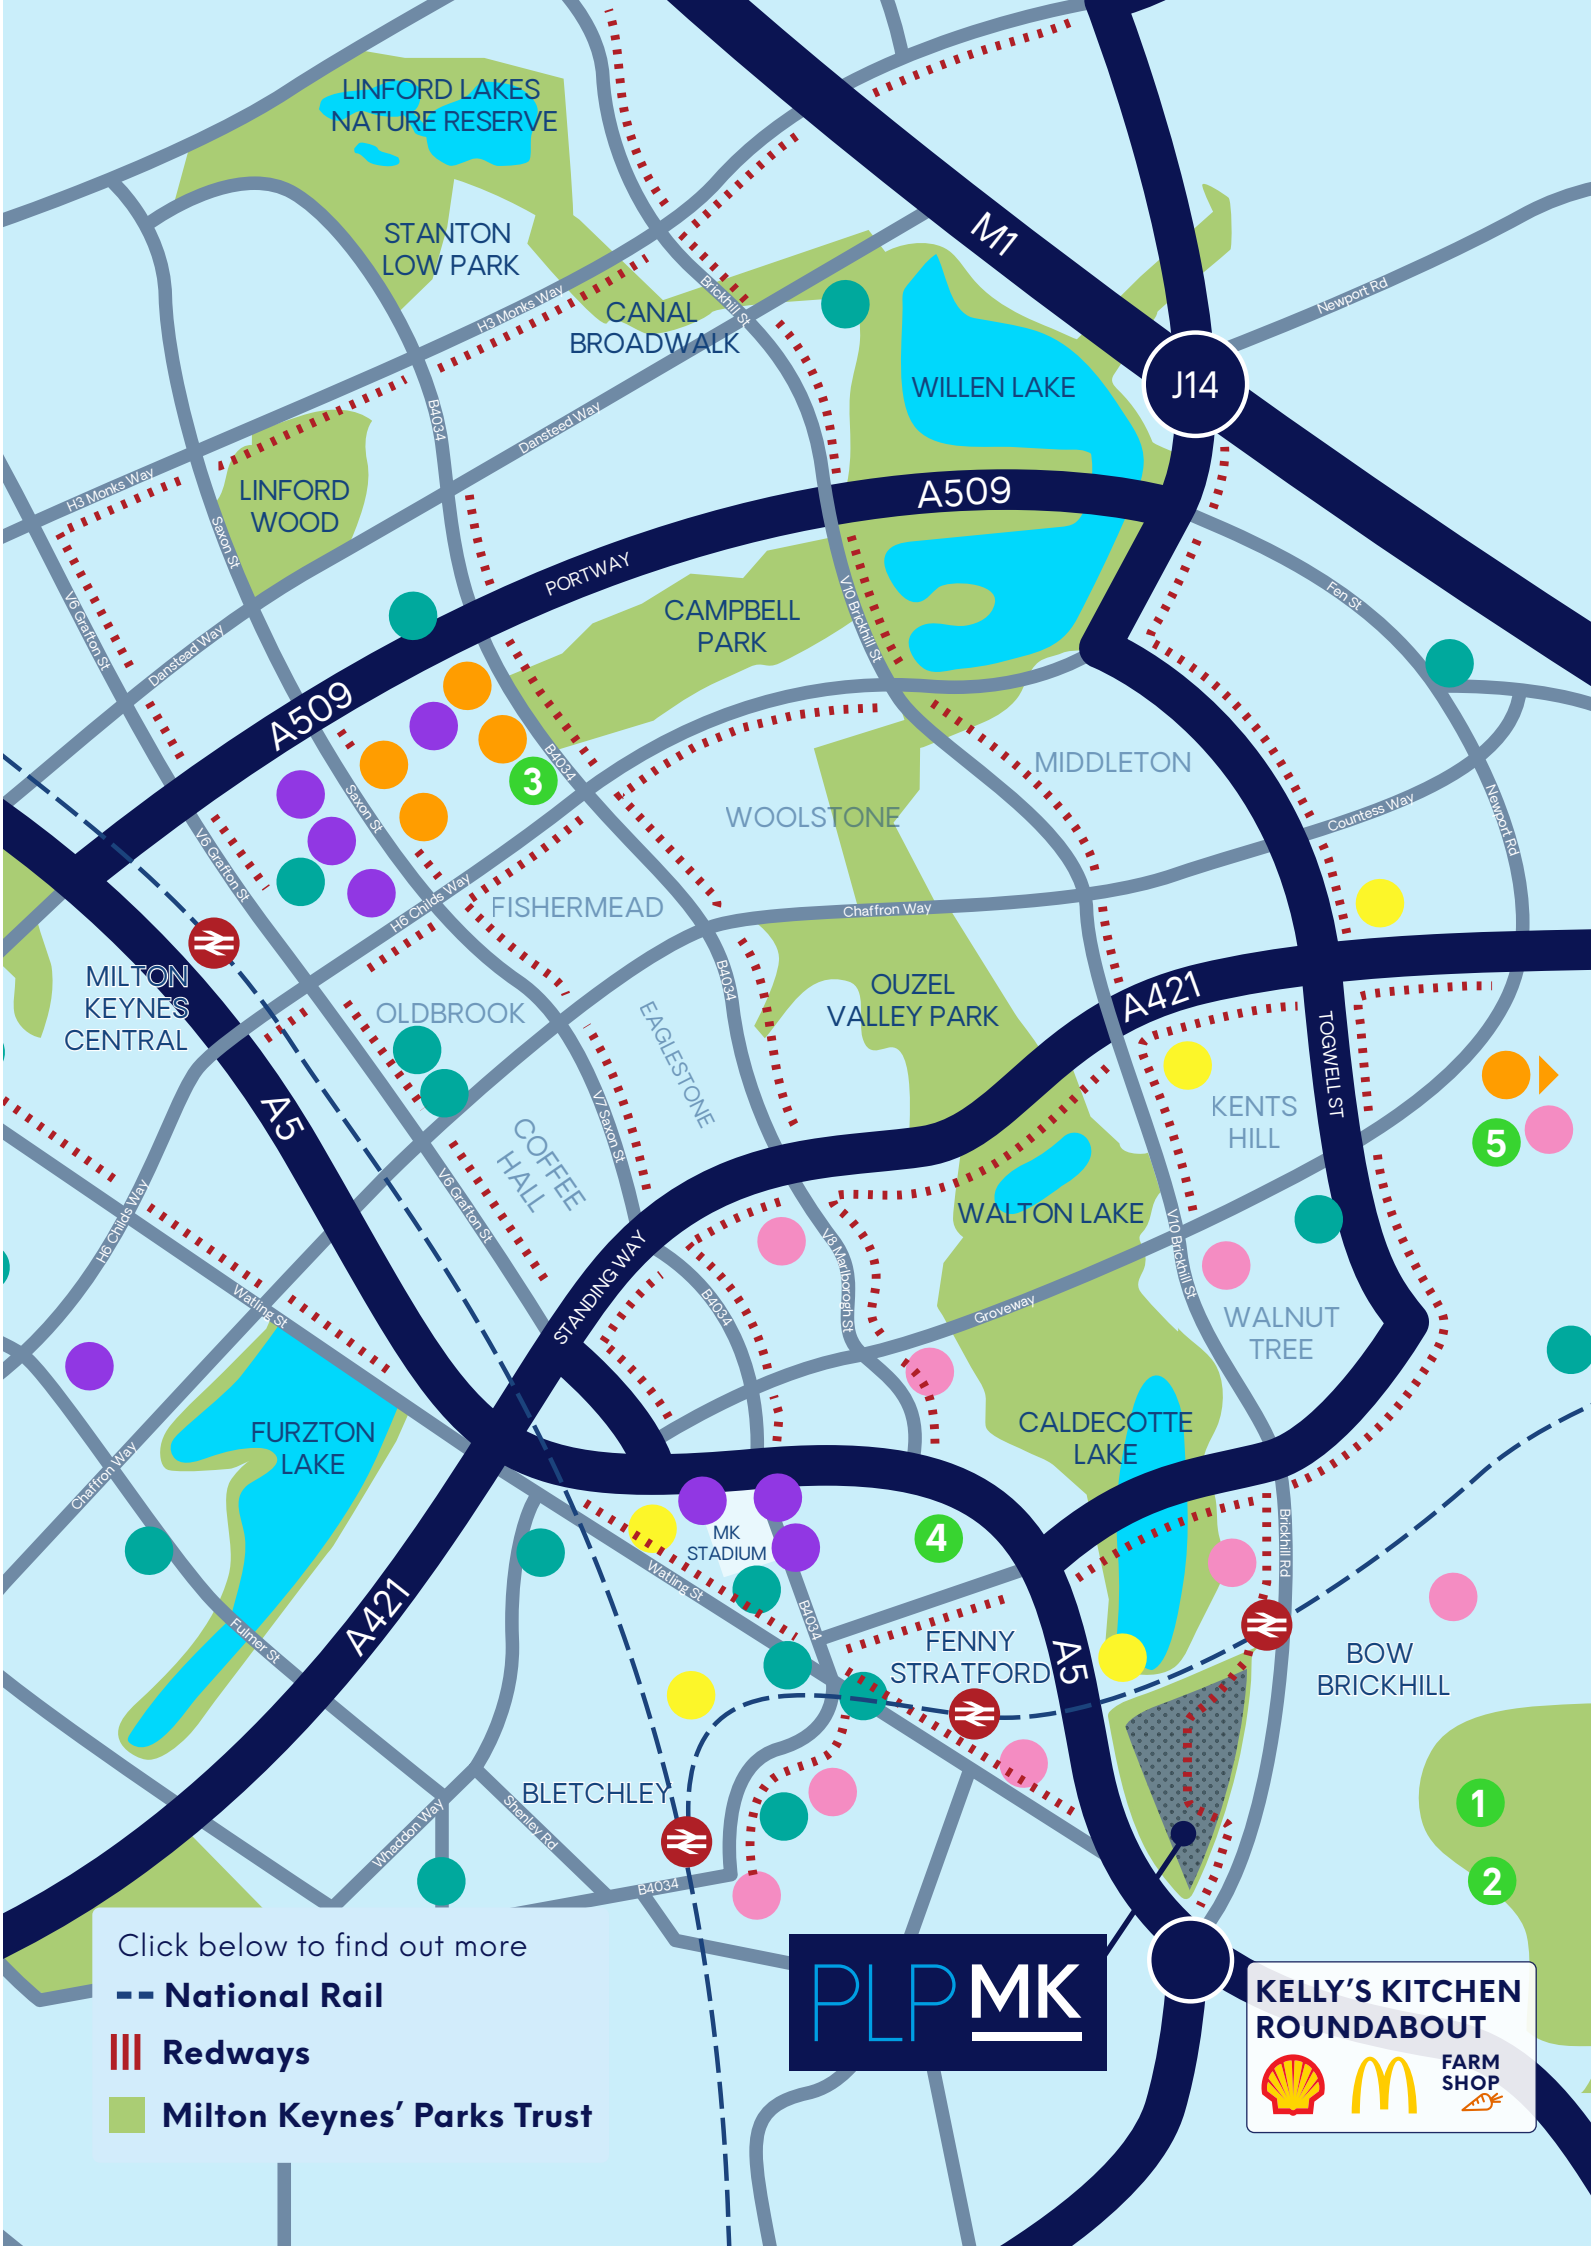 LINFORD LAKES
NATURE RESERVE
STANTON
LOW PARK
M1
H3 Monks Way
CANAL
BROADWALK
Brickhill St
Newport Rd
WILLEN LAKE
J14
B4034
Dansteed Way
H3 Monks Way
LINFORD
WOOD
A509
Saxon St
PORTWAY
V6 Grafton St
CAMPBELL
PARK
V10 Brickhill St
Fen St
Danstead Way
A509
B4034
3
MIDDLETON
Saxon St
WOOLSTONE
Countess Way
Newport Rd
V6 Grafton St
H6 Childs Way
FISHERMEAD
Chaffron Way
MILTON
KEYNES
CENTRAL
OLDBROOK
B4034
OUZEL
VALLEY PARK
A421
EAGLESTONE
TOGWELL ST
A5
V7 Saxon St
COFFEE
HALL
KENTS
HILL
5
V6 Grafton St
H6 Childs Way
WALTON LAKE
V10 Brickhill St
STANDING WAY
V8 Marlborogh St
Watling St
B4034
Groveway
WALNUT
TREE
FURZTON
LAKE
CALDECOTTE
LAKE
Chaffron Way
MK
STADIUM
4
Brickhill Rd
Watling St
A421
Fulmer St
B4034
FENNY
STRATFORD
A5
BOW
BRICKHILL
BLETCHLEY
Whaddon Way
Shenley Rd
1
B4034
2
Click below to find out more
National Rail
Redways
Milton Keynes’ Parks Trust
PLPMK
KELLY’S KITCHEN
ROUNDABOUT
FARM
SHOP